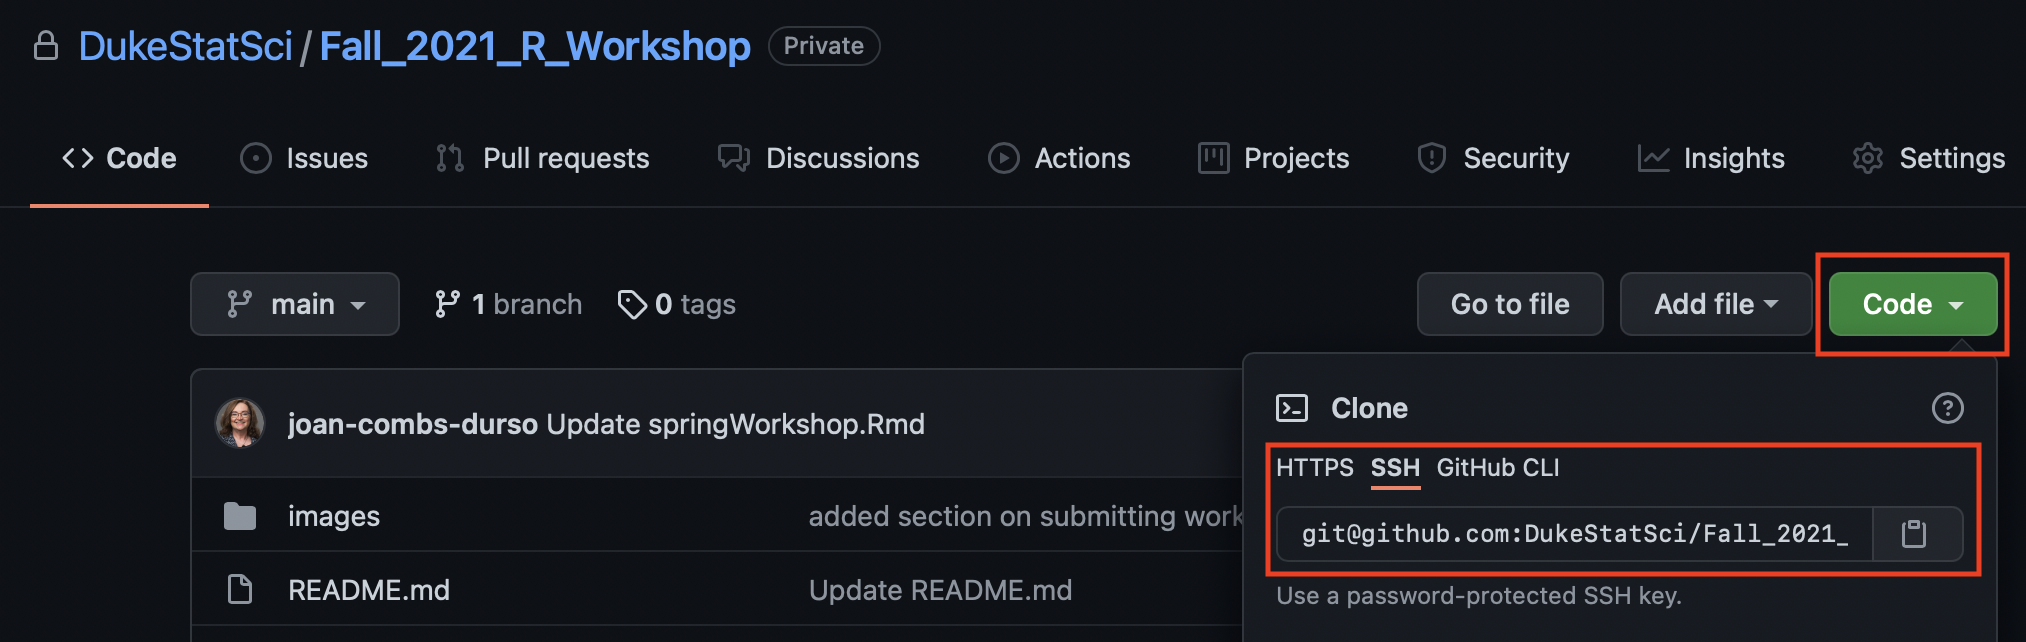 DukeStatSci / Fall_2021_R_Workshop Private
Code Issues Pull requests Discussions Actions Projects Security Insights Settings
main 1 branch 0 tags Go to file Add file Code
joan-combs-durso Update springWorkshop.Rmd
Clone
HTTPS SSH GitHub CLI
images added section on submitting work
git@github.com:DukeStatSci/Fall_2021_
README.md Update README.md
Use a password-protected SSH key.